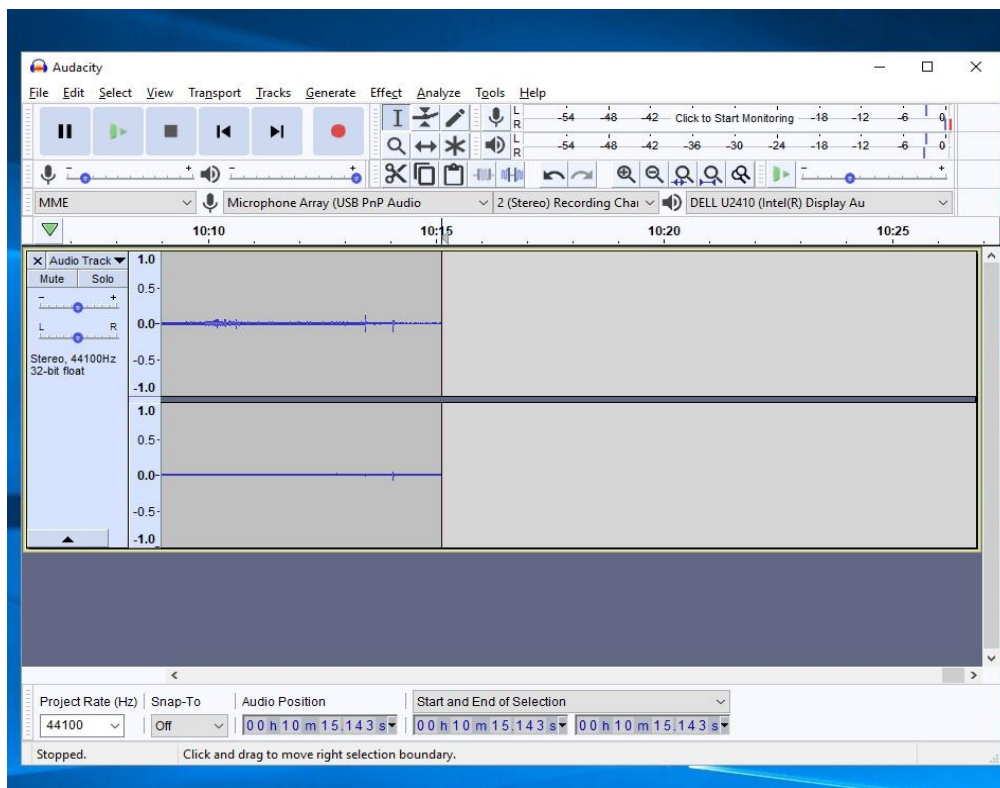 Audacity
File Edit Select View Transport Tracks Generate Effect Analyze Tools Help
L R -54 -48 -42 Click to Start Monitoring -18 -12 -6 0
L R -54 -48 -42 -36 -30 -24 -18 -12 -6 0
- + - +
- +
MME Microphone Array (USB PnP Audio 2 (Stereo) Recording Chai DELL U2410 (Intel(R) Display Au
10:10 10:15 10:20 10:25
X Audio Track 1.0
Mute Solo
0.5
- +
0.0
L R
Stereo, 44100Hz -0.5
32-bit float
-1.0
1.0
0.5
0.0
-0.5
-1.0
Project Rate (Hz) Snap-To Audio Position Start and End of Selection
44100 Off 00 h 10 m 15.143 s 00 h 10 m 15.143 s 00 h 10 m 15.143 s
Stopped. Click and drag to move right selection boundary.